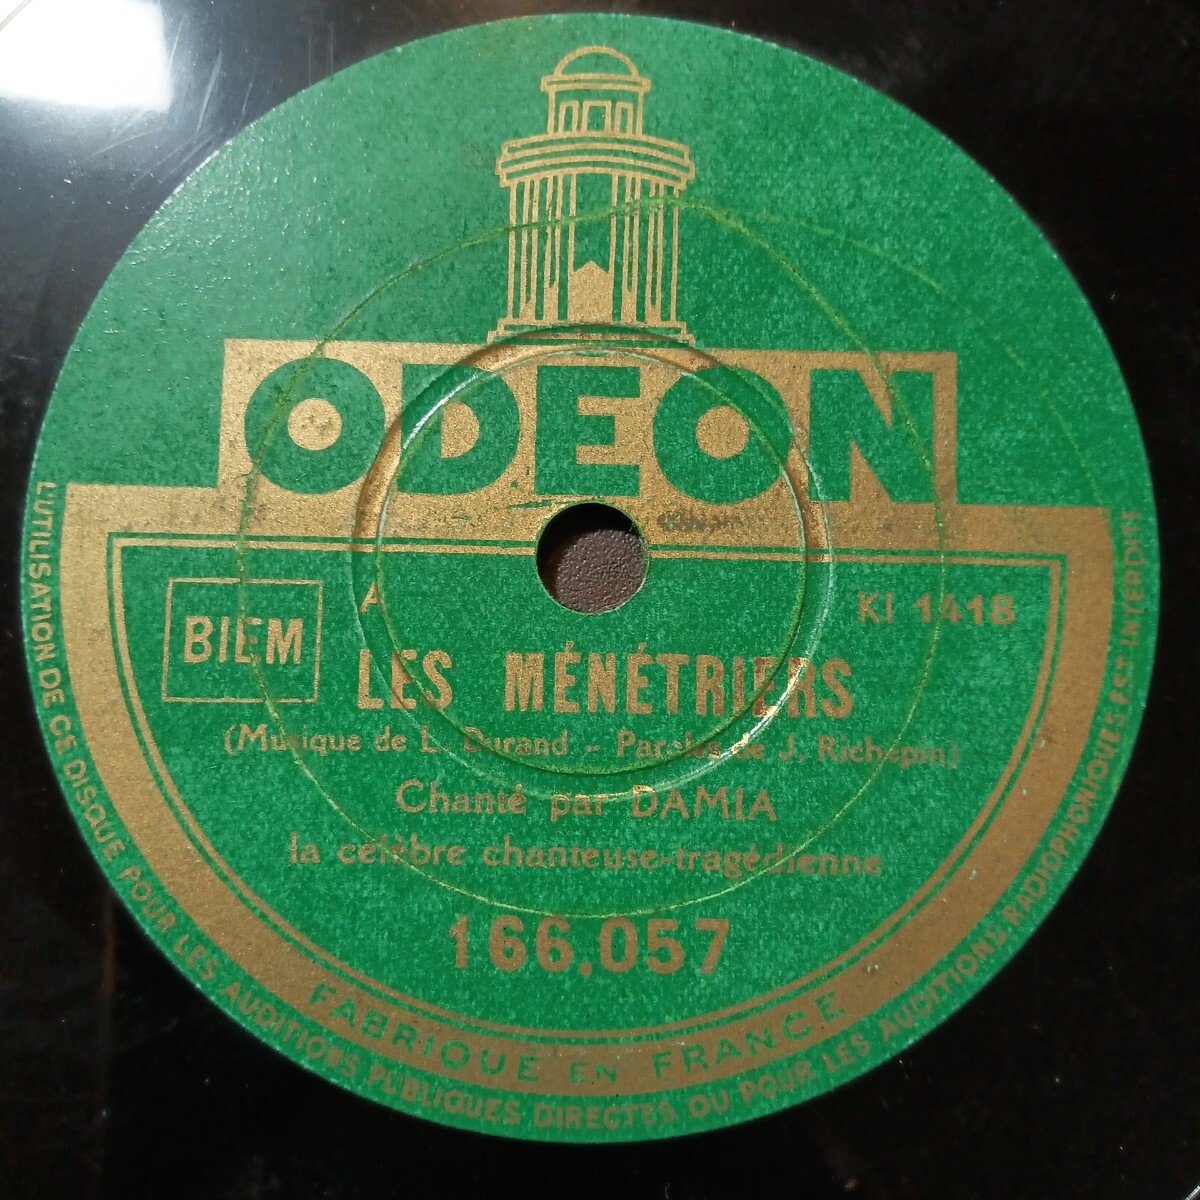 ODEON
BIEM
A
KI 1418
LES MÉNÉTRIERS
(Musique de L. Durand - Paroles de J. Richepin)
Chanté par DAMIA
la célèbre chanteuse-tragédienne
166.057
FABRIQUÉ EN FRANCE
L'UTILISATION DE CE DISQUE POUR LES AUDITIONS PUBLIQUES DIRECTES OU POUR LES AUDITIONS RADIOPHONIQUES EST INTERDITE